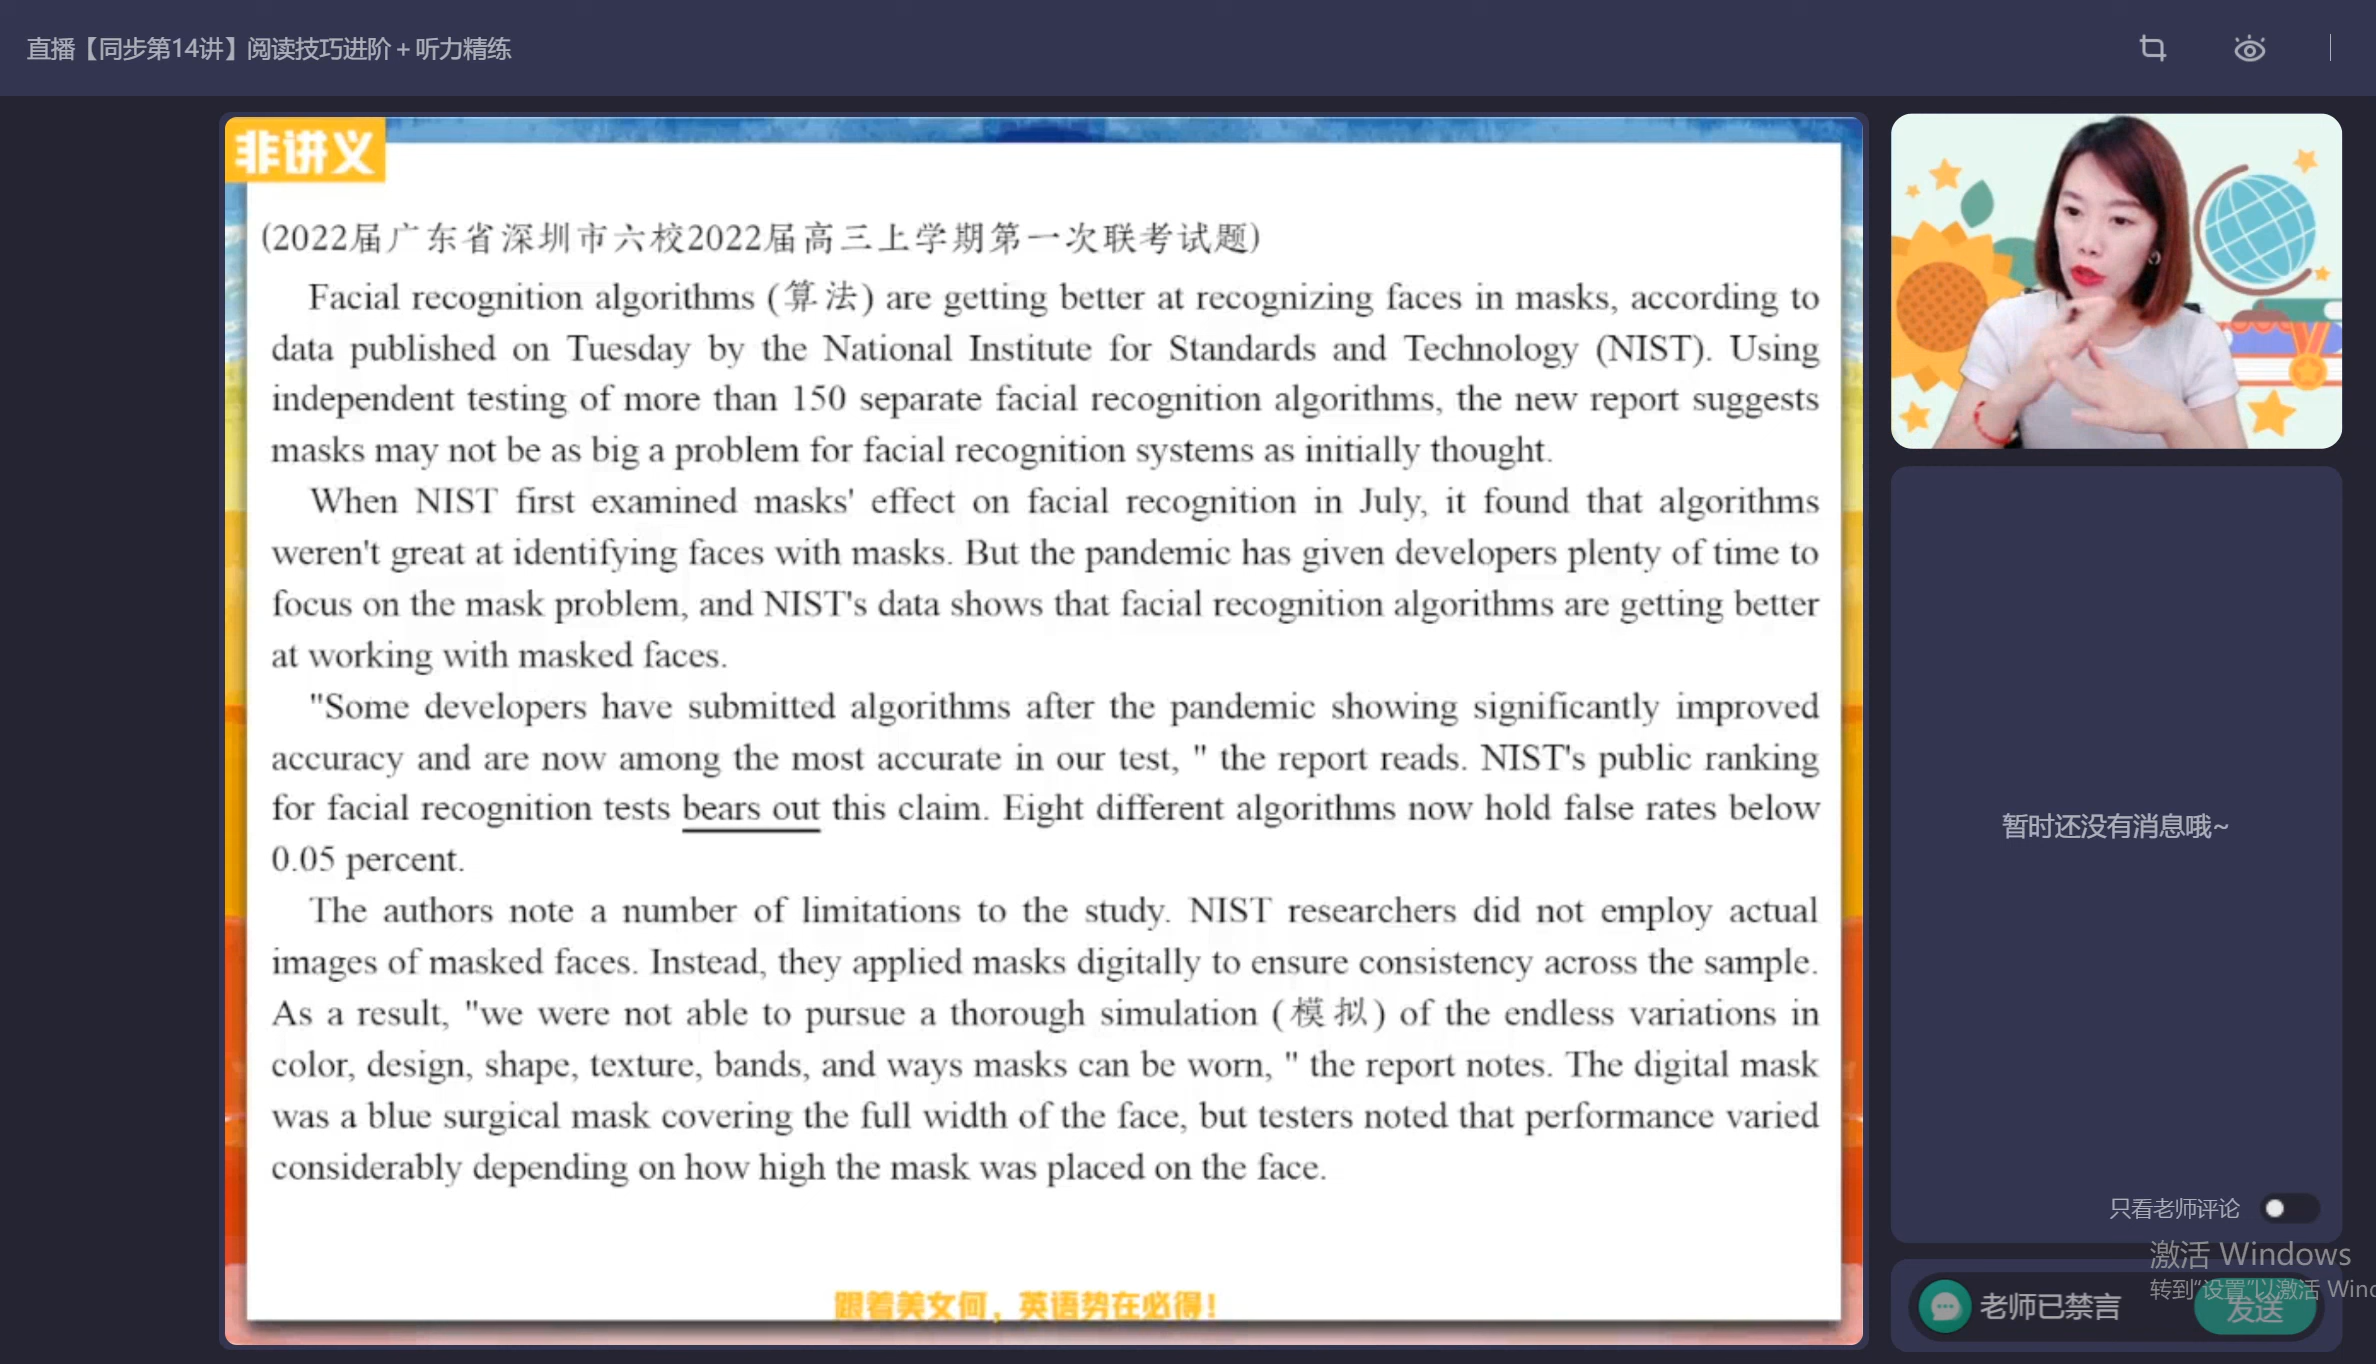 直播【同步第14讲】阅读技巧进阶+听力精练
非讲义
(2022届广东省深圳市六校2022届高三上学期第一次联考试题)
Facial recognition algorithms (算法) are getting better at recognizing faces in masks, according to
data published on Tuesday by the National Institute for Standards and Technology (NIST). Using
independent testing of more than 150 separate facial recognition algorithms, the new report suggests
masks may not be as big a problem for facial recognition systems as initially thought.
When NIST first examined masks' effect on facial recognition in July, it found that algorithms
weren't great at identifying faces with masks. But the pandemic has given developers plenty of time to
focus on the mask problem, and NIST's data shows that facial recognition algorithms are getting better
at working with masked faces.
"Some developers have submitted algorithms after the pandemic showing significantly improved
accuracy and are now among the most accurate in our test, " the report reads. NIST's public ranking
for facial recognition tests bears out this claim. Eight different algorithms now hold false rates below
0.05 percent.
The authors note a number of limitations to the study. NIST researchers did not employ actual
images of masked faces. Instead, they applied masks digitally to ensure consistency across the sample.
As a result, "we were not able to pursue a thorough simulation (模拟) of the endless variations in
color, design, shape, texture, bands, and ways masks can be worn, " the report notes. The digital mask
was a blue surgical mask covering the full width of the face, but testers noted that performance varied
considerably depending on how high the mask was placed on the face.
跟着美女何，英语势在必得！
暂时还没有消息哦~
只看老师评论
激活 Windows
转到"设置"以激活 Winc
老师已禁言
发送